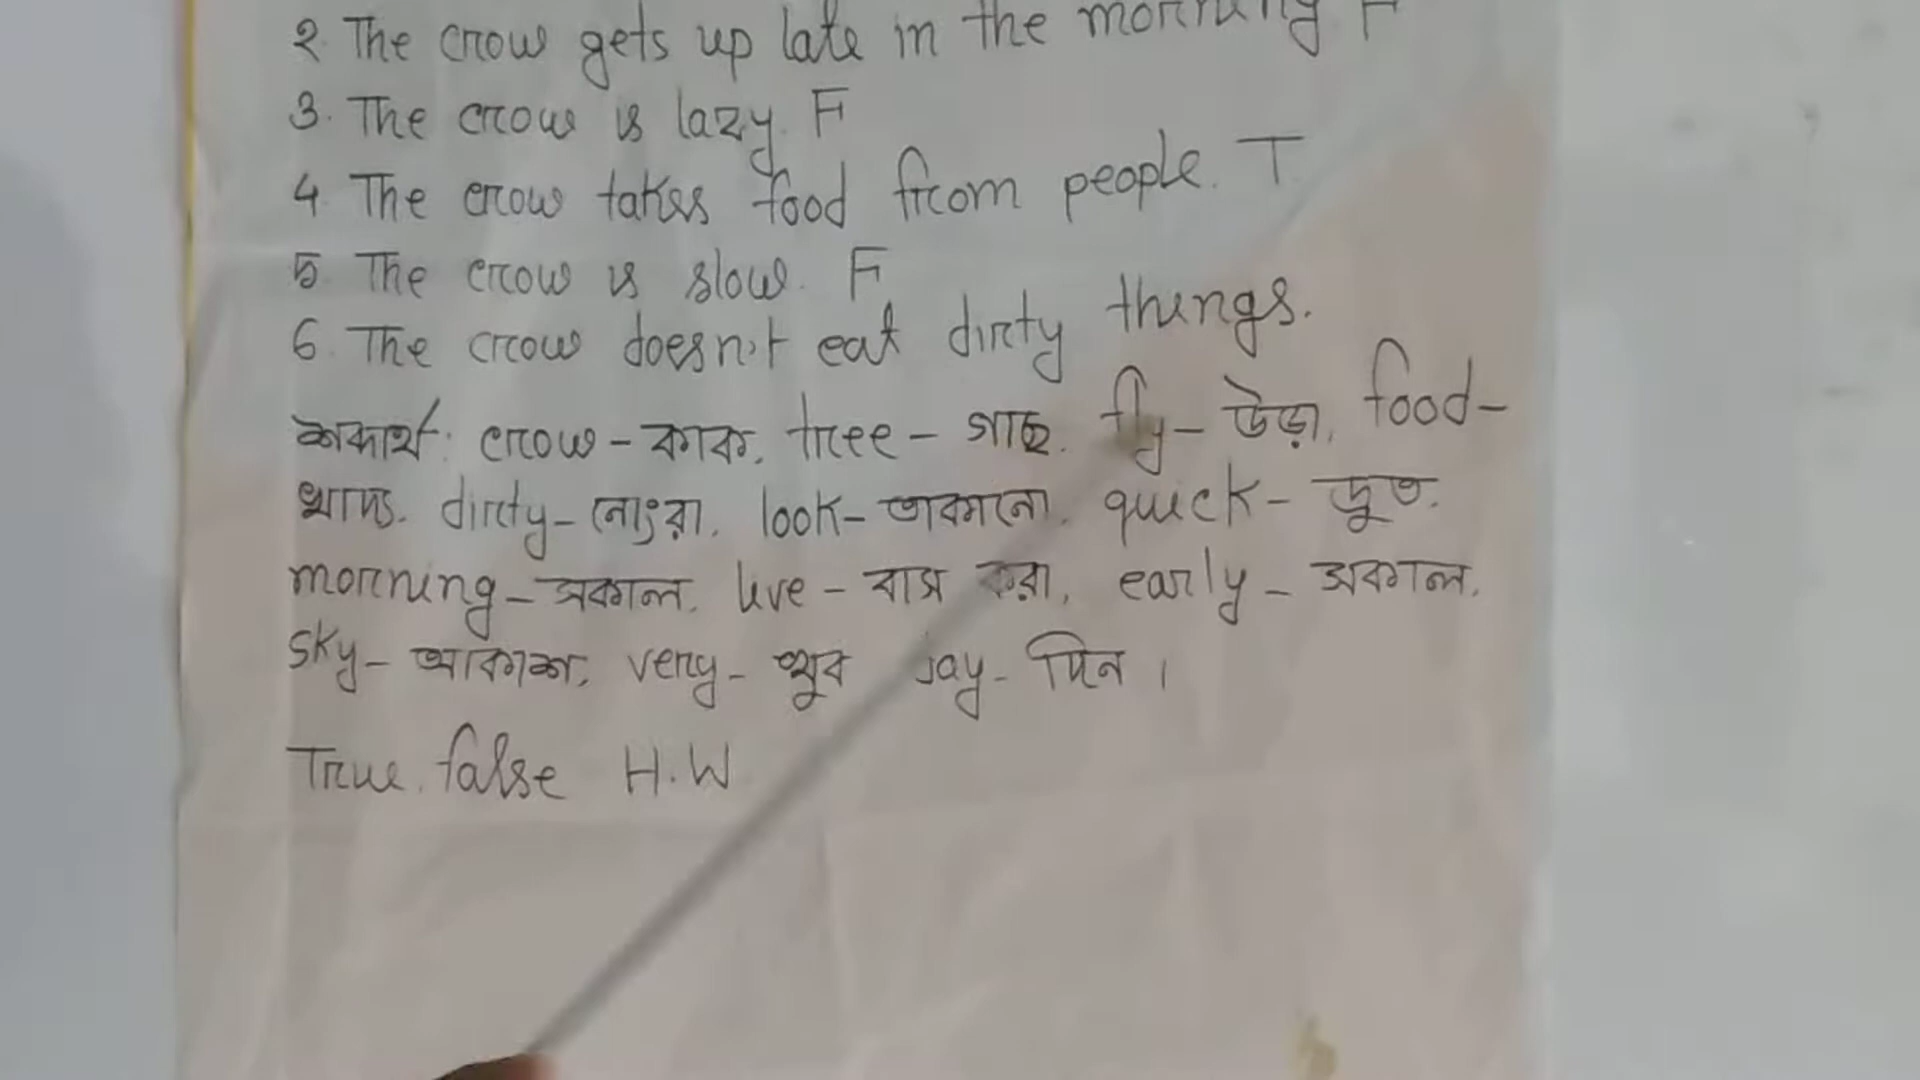 ২. The crow gets up late in the morning F
3. The crow is lazy. F
4. The crow takes food from people. T.
5. The crow is slow. F
6. The crow doesn't eat dirty things.
শব্দার্থ: crow - কাক, tree - গাছ. fly - উড়া, food -
খাদ্য. dirty - নোংরা, look - তাকানো, quick - দ্রুত.
morning - সকাল, live - বাস করা, early - সকাল,
sky - আকাশ, very - খুব day - দিন।
True. false H.W